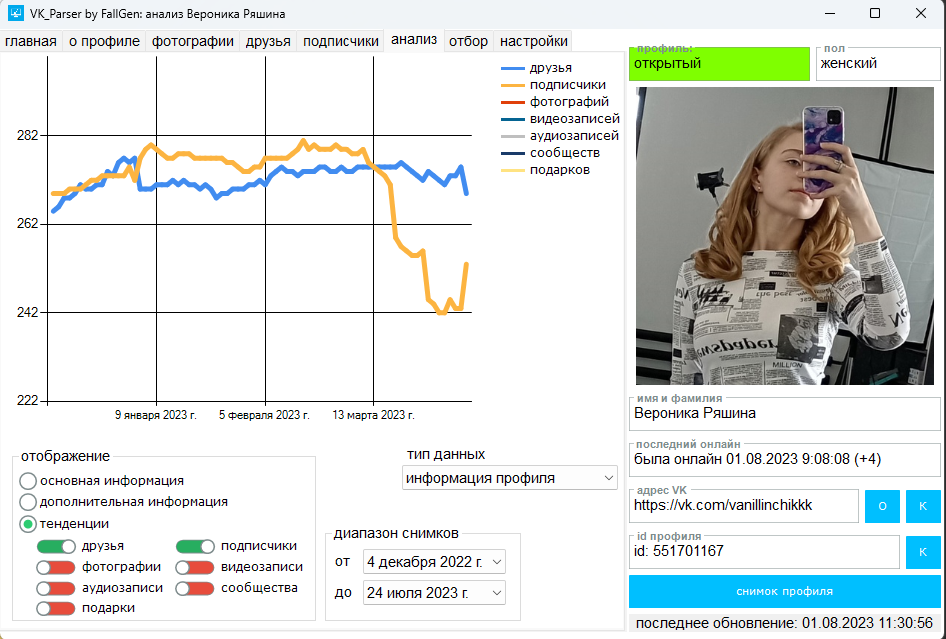 VK_Parser by FallGen: анализ Вероника Ряшина
главная о профиле фотографии друзья подписчики анализ отбор настройки
282
262
242
222
9 января 2023 г. 5 февраля 2023г. 13 марта 2023 г.
друзья
подписчики
фотографий
видеозаписей
аудиозаписей
сообществ
подарков
отображение
основная информация
дополнительная информация
тенденции
друзья подписчики
фотографии видеозаписи
аудиозаписи сообщества
подарки
тип данных
информация профиля
диапазон снимков
от 4 декабря 2022 г.
до 24 июля 2023 г.
профиль:
открытый
пол
женский
the best
newspaper
MILLION
имя и фамилия
Вероника Ряшина
последний онлайн
была онлайн 01.08.2023 9:08:08 (+4)
адрес VK
https://vk.com/vanillinchikkk
О К
id профиля
id: 551701167
К
снимок профиля
последнее обновление: 01.08.2023 11:30:56